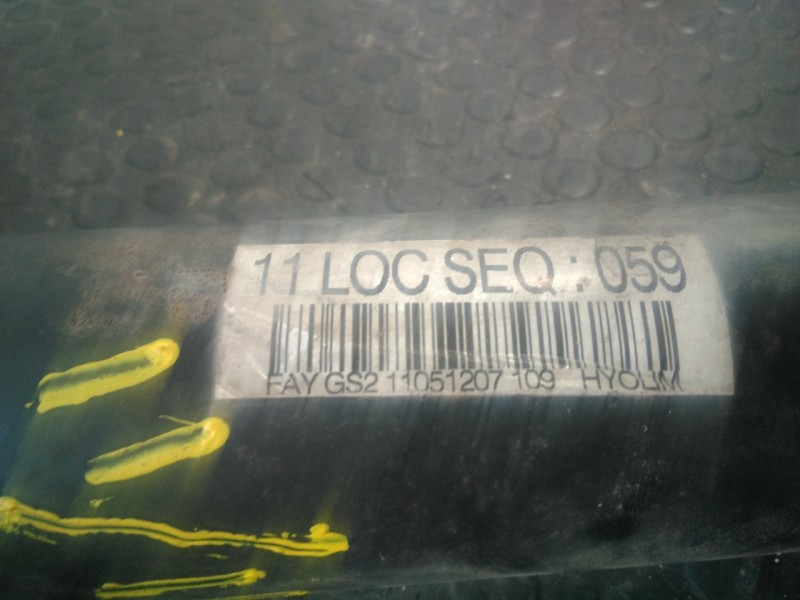 11 LOC SEQ : 059
FAY GS2 11051207 109 HYOLIM